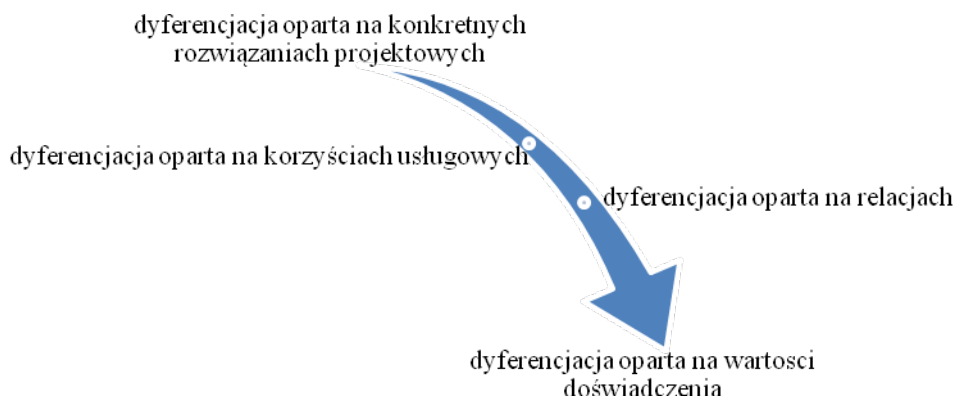 dyferencjacja oparta na konkretnych
rozwiązaniach projektowych
dyferencjacja oparta na korzyściach usługowych
dyferencjacja oparta na relacjach
dyferencjacja oparta na wartosci
doświadczenia